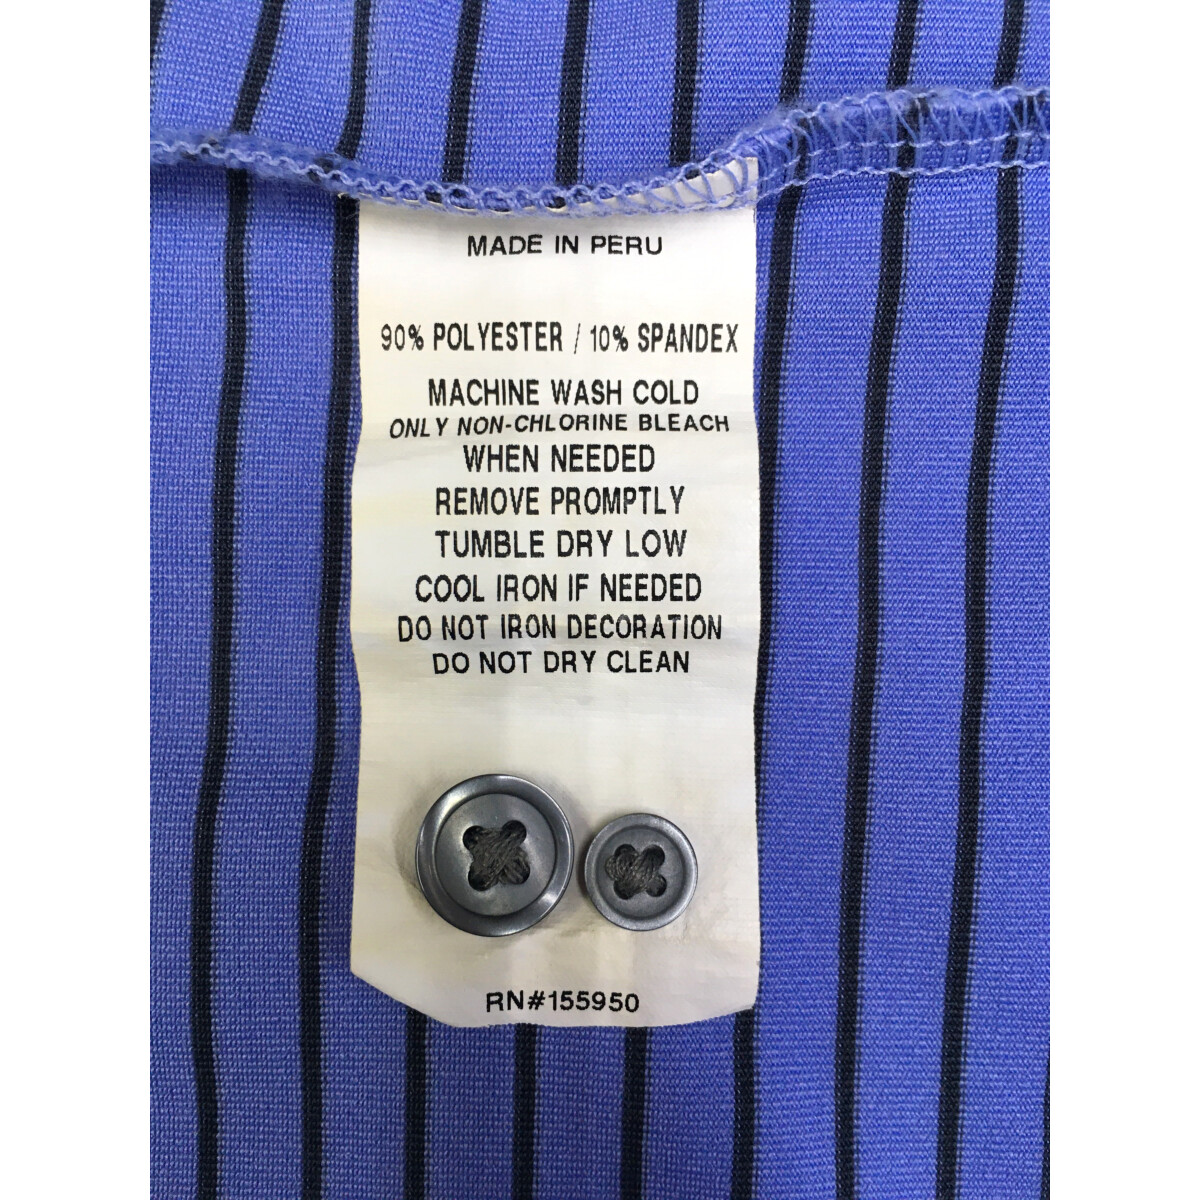 MADE IN PERU
90% POLYESTER / 10% SPANDEX
MACHINE WASH COLD
ONLY NON-CHLORINE BLEACH
WHEN NEEDED
REMOVE PROMPTLY
TUMBLE DRY LOW
COOL IRON IF NEEDED
DO NOT IRON DECORATION
DO NOT DRY CLEAN
RN#155950